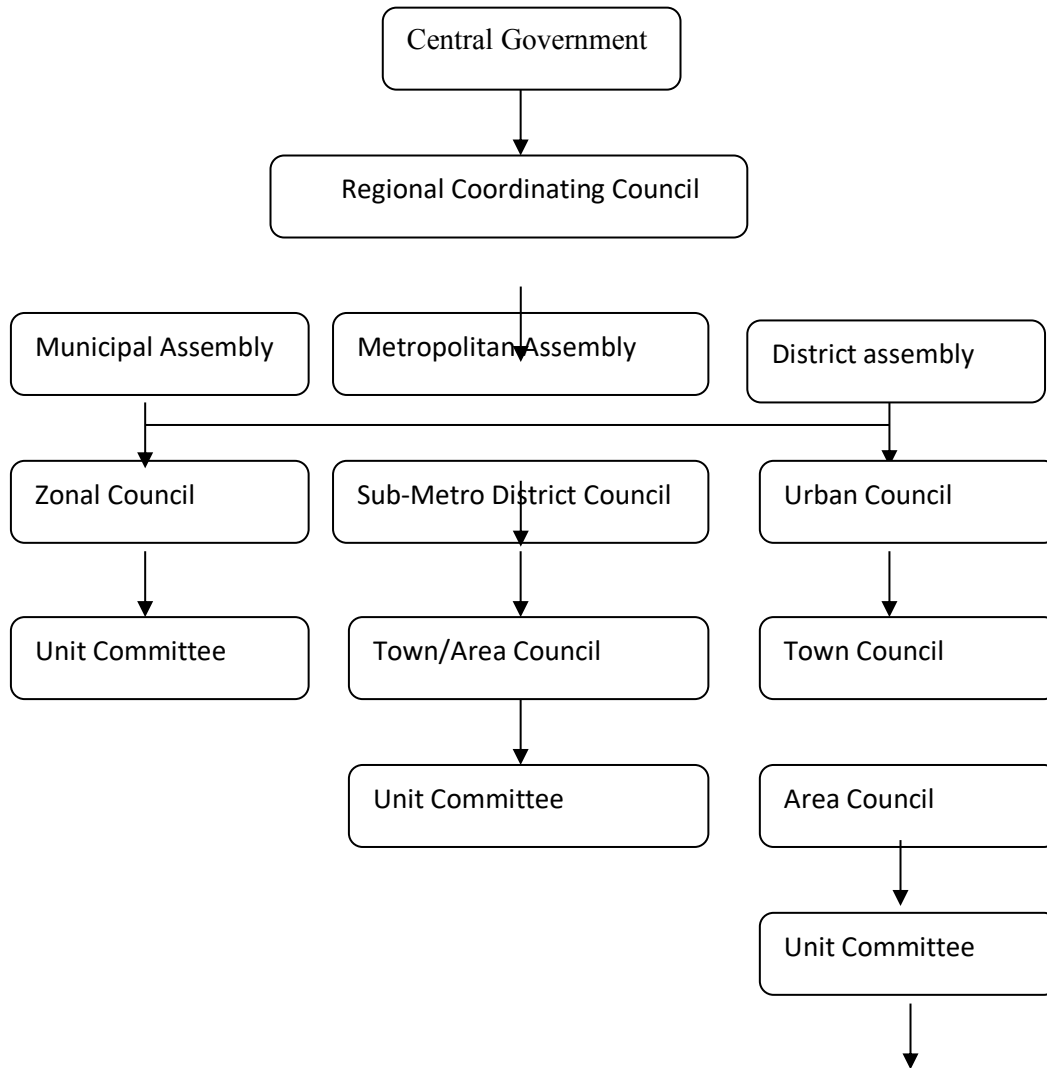 Central Government
Regional Coordinating Council
Municipal Assembly
Metropolitan Assembly
District assembly
Zonal Council
Sub-Metro District Council
Urban Council
Unit Committee
Town/Area Council
Town Council
Unit Committee
Area Council
Unit Committee